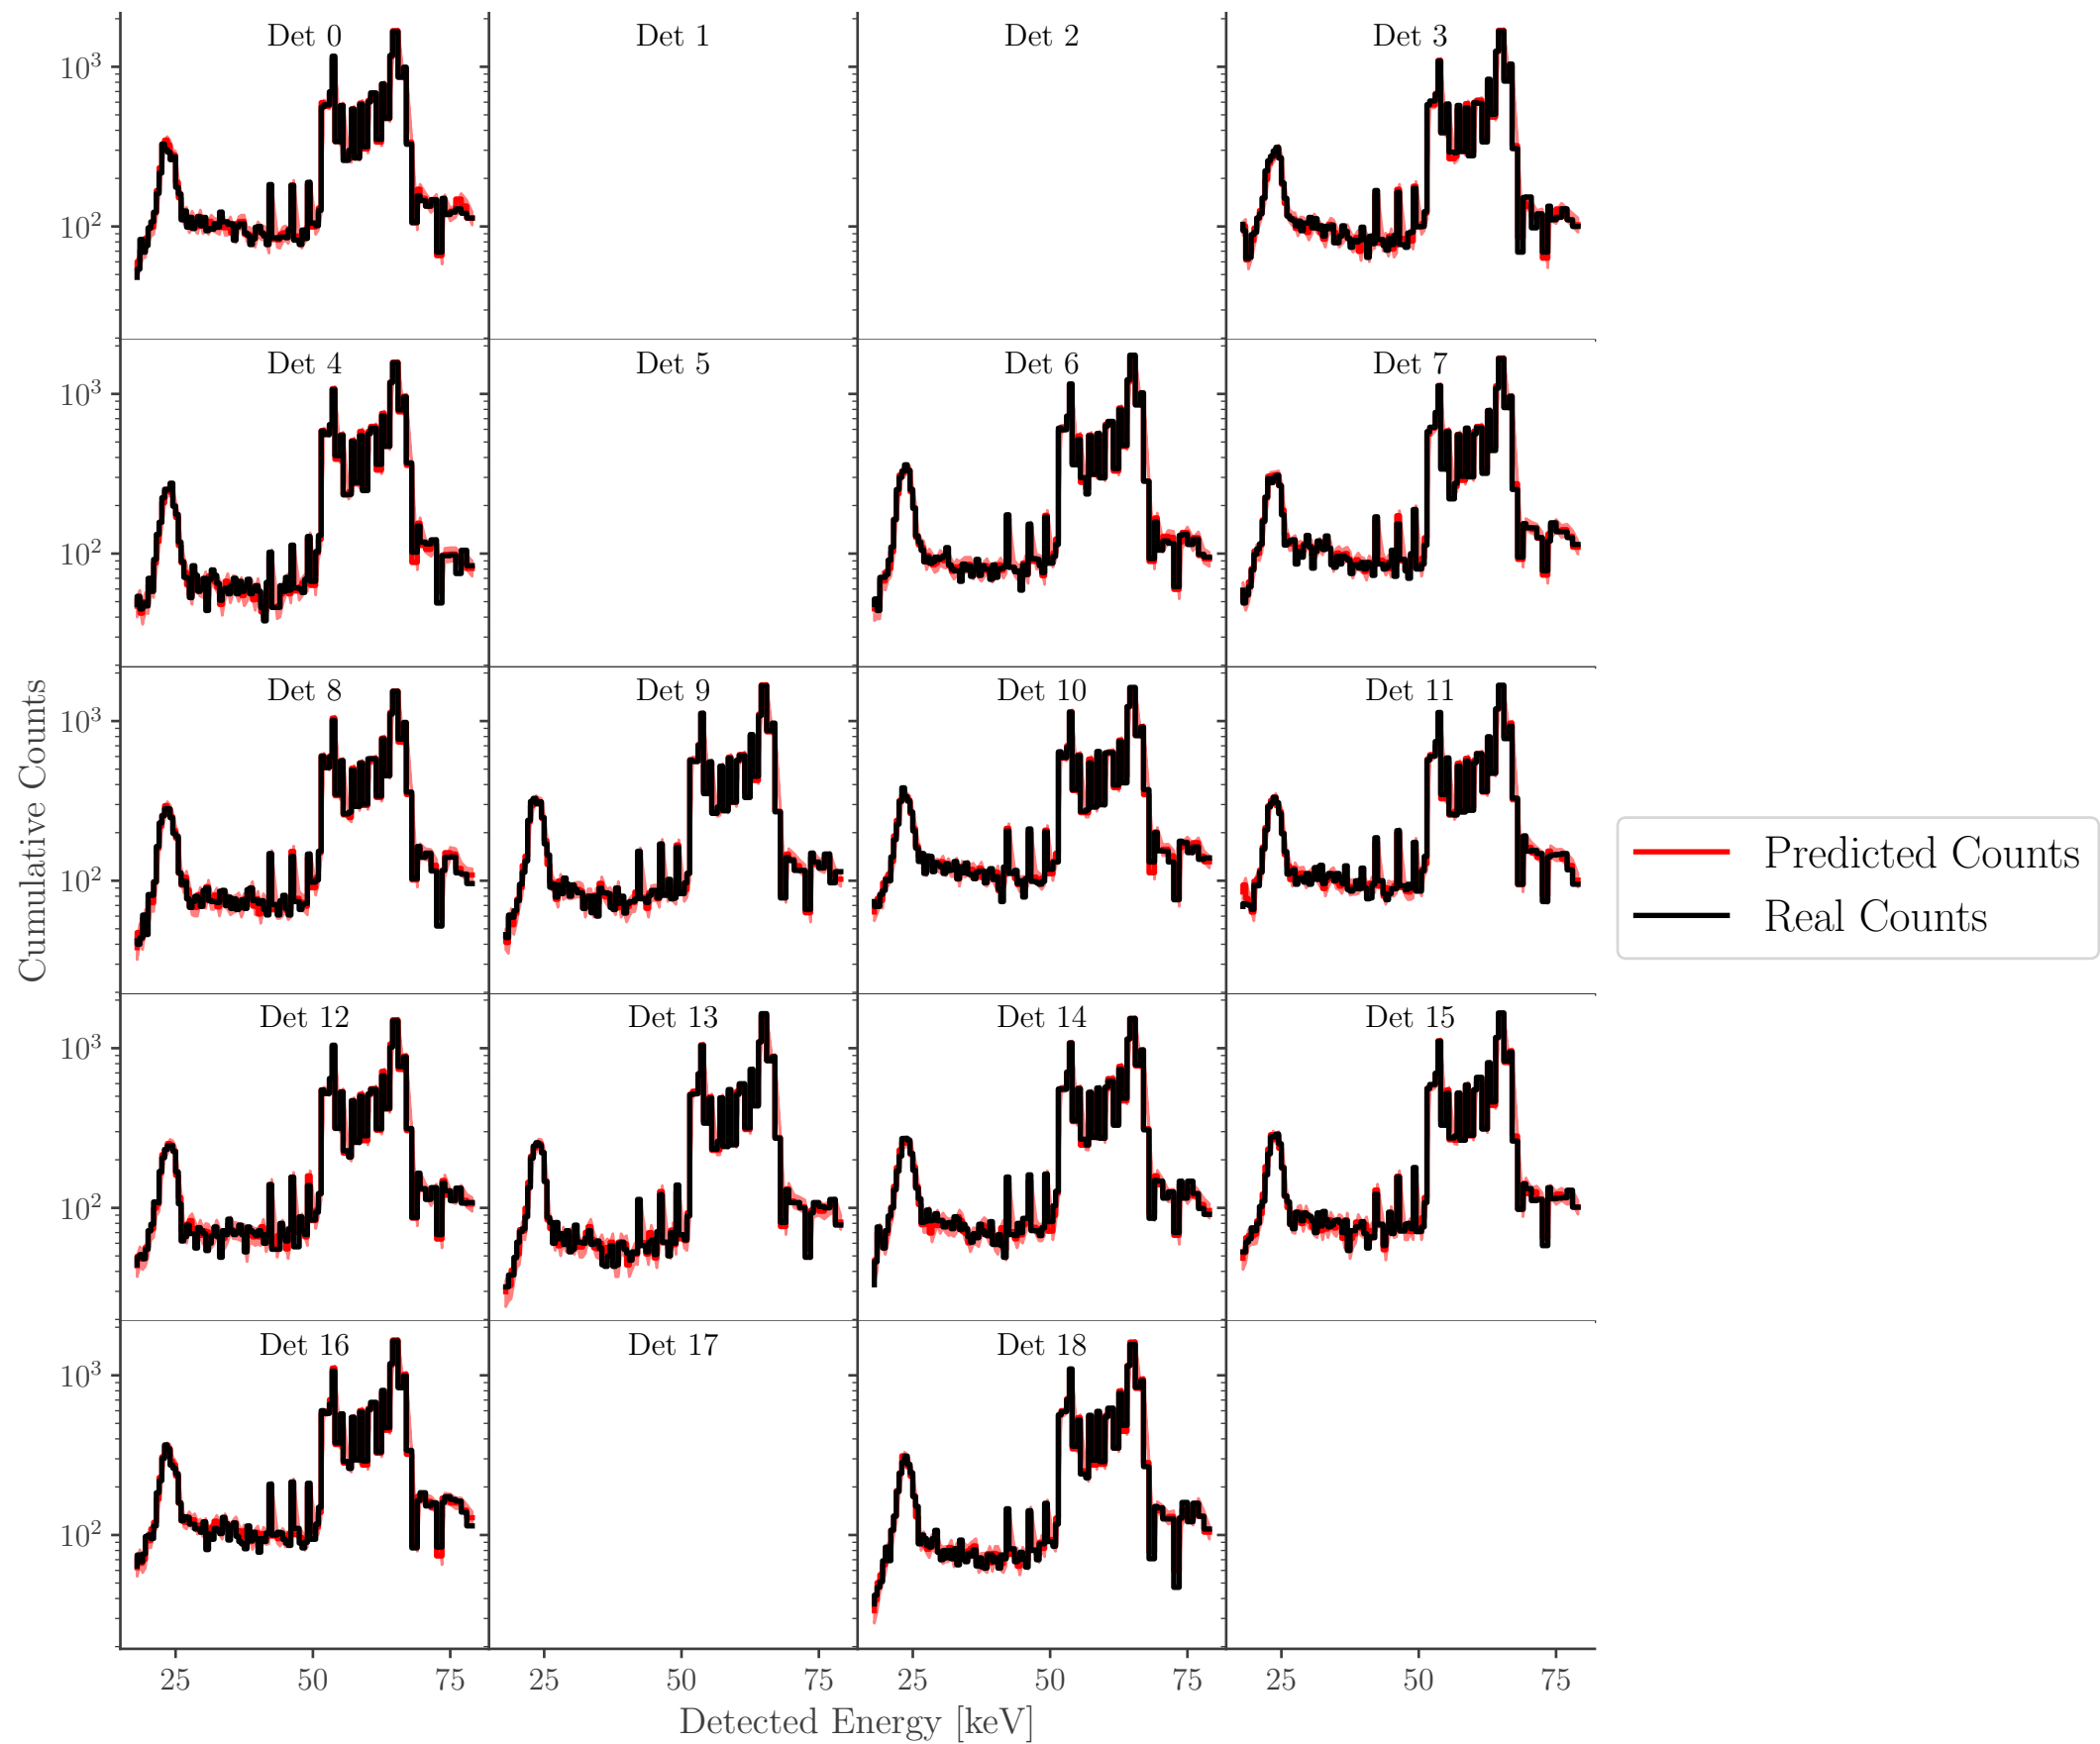 Det 0
Det 1
Det 2
Det 3
10³
10²
Det 4
Det 5
Det 6
Det 7
10³
10²
Det 8
Det 9
Det 10
Det 11
10³
10²
Cumulative Counts
Predicted Counts
Real Counts
Det 12
Det 13
Det 14
Det 15
10³
10²
Det 16
Det 17
Det 18
10³
10²
25 50 75 25 50 75 25 50 75 25 50 75
Detected Energy [keV]